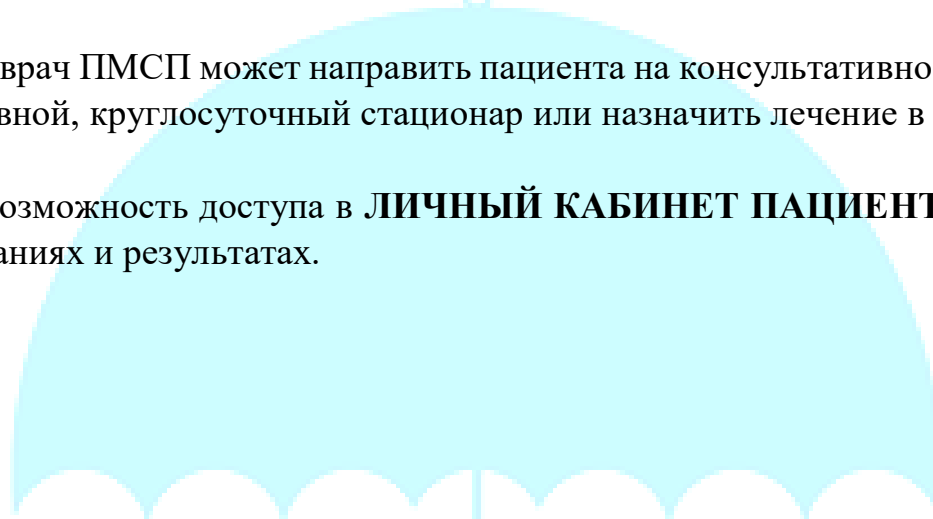 врач ПМСП может направить пациента на консультативно
вной, круглосуточный стационар или назначить лечение в
озможность доступа в ЛИЧНЫЙ КАБИНЕТ ПАЦИЕНТ
аниях и результатах.